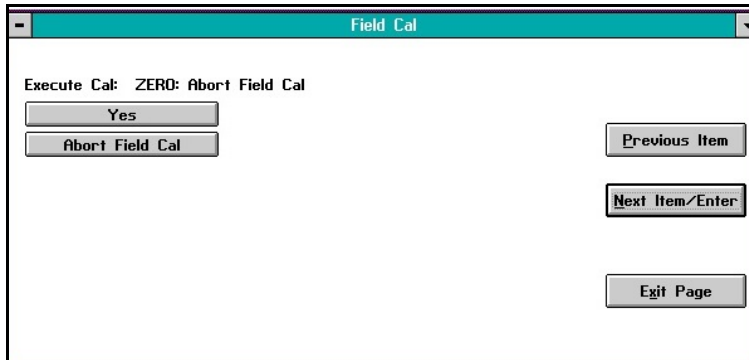 Field Cal
Execute Cal: ZERO: Abort Field Cal
Yes
Abort Field Cal
Previous Item
Next Item/Enter
Exit Page